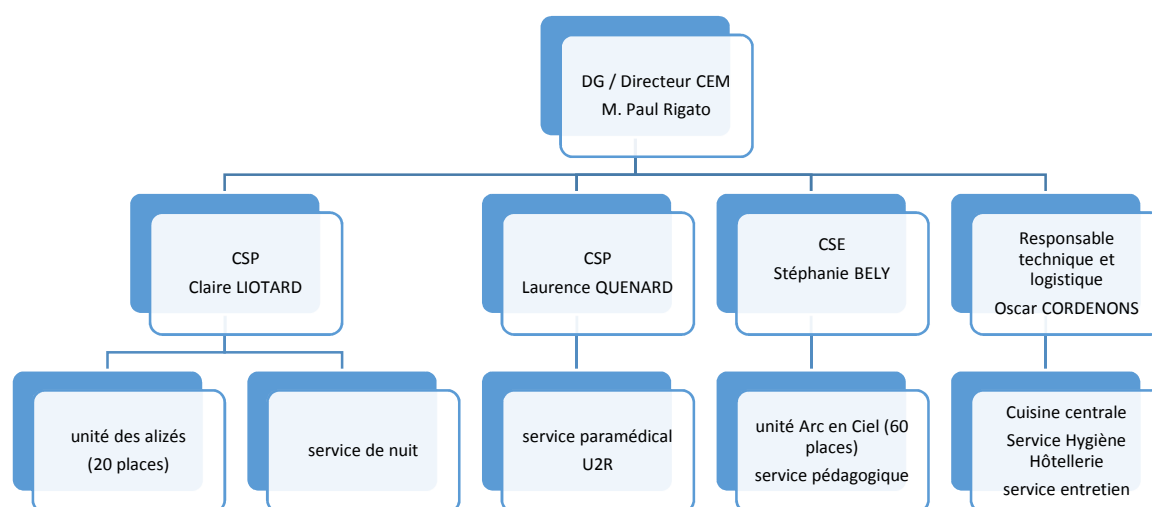 DG / Directeur CEM
M. Paul Rigato
CSP
Claire LIOTARD
CSP
Laurence QUENARD
CSE
Stéphanie BELY
Responsable
technique et
logistique
Oscar CORDENONS
unité des alizés
(20 places)
service de nuit
service paramédical
U2R
unité Arc en Ciel (60
places)
service pédagogique
Cuisine centrale
Service Hygiène
Hôtellerie
service entretien